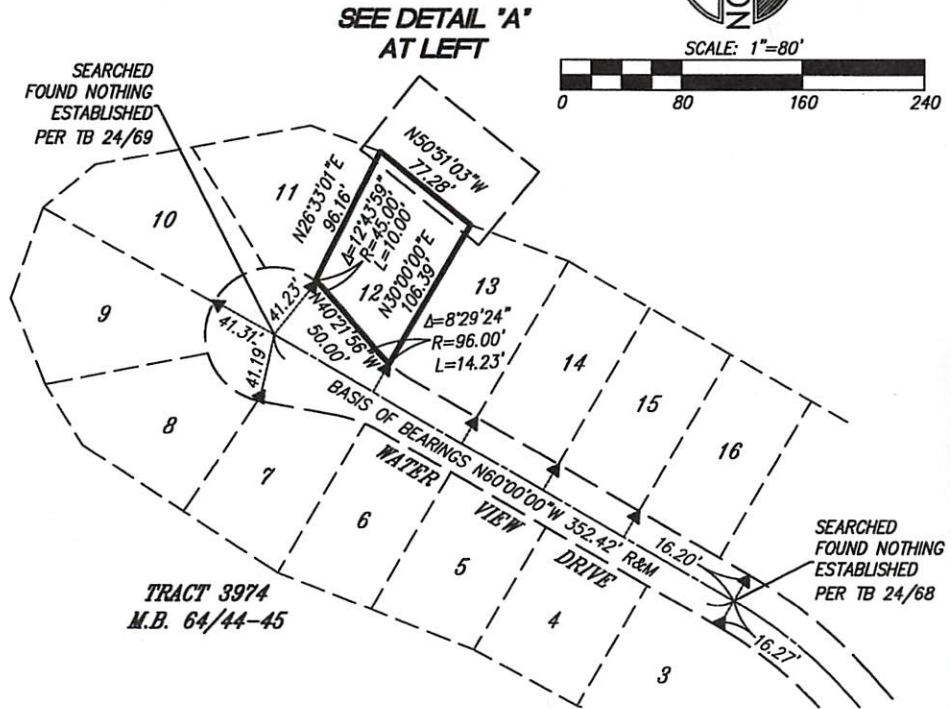 SEE DETAIL "A"
AT LEFT
NO
SCALE: 1"=80'
0 80 160 240
SEARCHED
FOUND NOTHING
ESTABLISHED
PER TB 24/69
N50°51'03"W
77.28'
11
N26°33'01"E
96.16'
Δ=12°43'59"
R=45.00'
L=10.00'
10
12
N30°00'00"E
106.39'
13
41.23'
9
41.31'
41.19'
N40°21'56"W
50.00'
Δ=8°29'24"
R=96.00'
L=14.23'
14
15
16
8
7
BASIS OF BEARINGS N60°00'00"W 352.42' R&M
WATER VIEW DRIVE
6
5
4
3
16.20'
SEARCHED
FOUND NOTHING
ESTABLISHED
PER TB 24/68
16.27'
TRACT 3974
M.B. 64/44-45